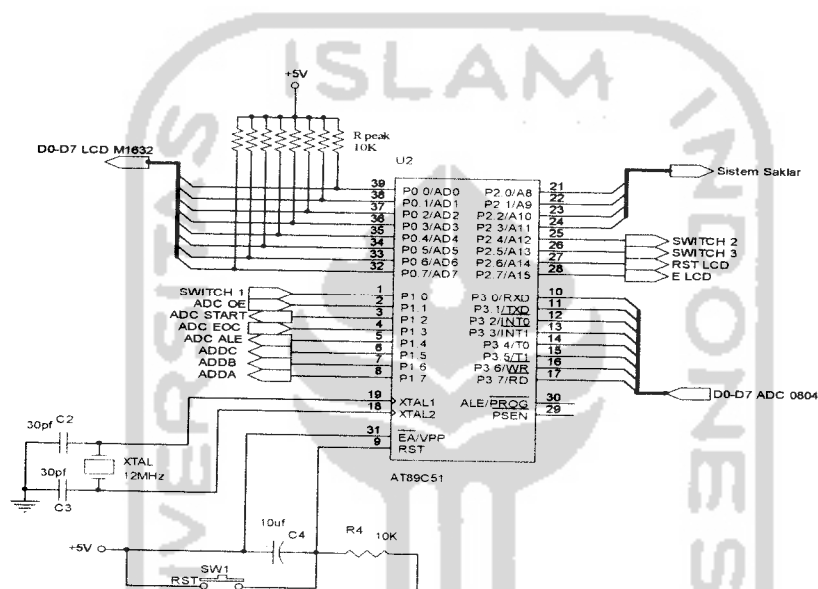 ISLAM
UNIVERSITAS
INDONESIA
+5V
R peak
10K
U2
D0-D7 LCD M1632
39 P0.0/AD0
38 P0.1/AD1
37 P0.2/AD2
36 P0.3/AD3
35 P0.4/AD4
34 P0.5/AD5
33 P0.6/AD6
32 P0.7/AD7
P2.0/A8 21
P2.1/A9 22
P2.2/A10 23
P2.3/A11 24
P2.4/A12 25
P2.5/A13 26
P2.6/A14 27
P2.7/A15 28
Sistem Saklar
SWITCH 2
SWITCH 3
RST LCD
E LCD
SWITCH 1 1 P1.0
ADC OE 2 P1.1
ADC START 3 P1.2
ADC EOC 4 P1.3
ADC ALE 5 P1.4
ADDC 6 P1.5
ADDB 7 P1.6
ADDA 8 P1.7
P3.0/RXD 10
P3.1/TXD 11
P3.2/INT0 12
P3.3/INT1 13
P3.4/T0 14
P3.5/T1 15
P3.6/WR 16
P3.7/RD 17
D0-D7 ADC 0804
19 XTAL1
18 XTAL2
ALE/PROG 30
PSEN 29
31 EA/VPP
9 RST
AT89C51
30pf C2
XTAL
12MHz
30pf
C3
10uf
C4
R4 10K
+5V
SW1
RST